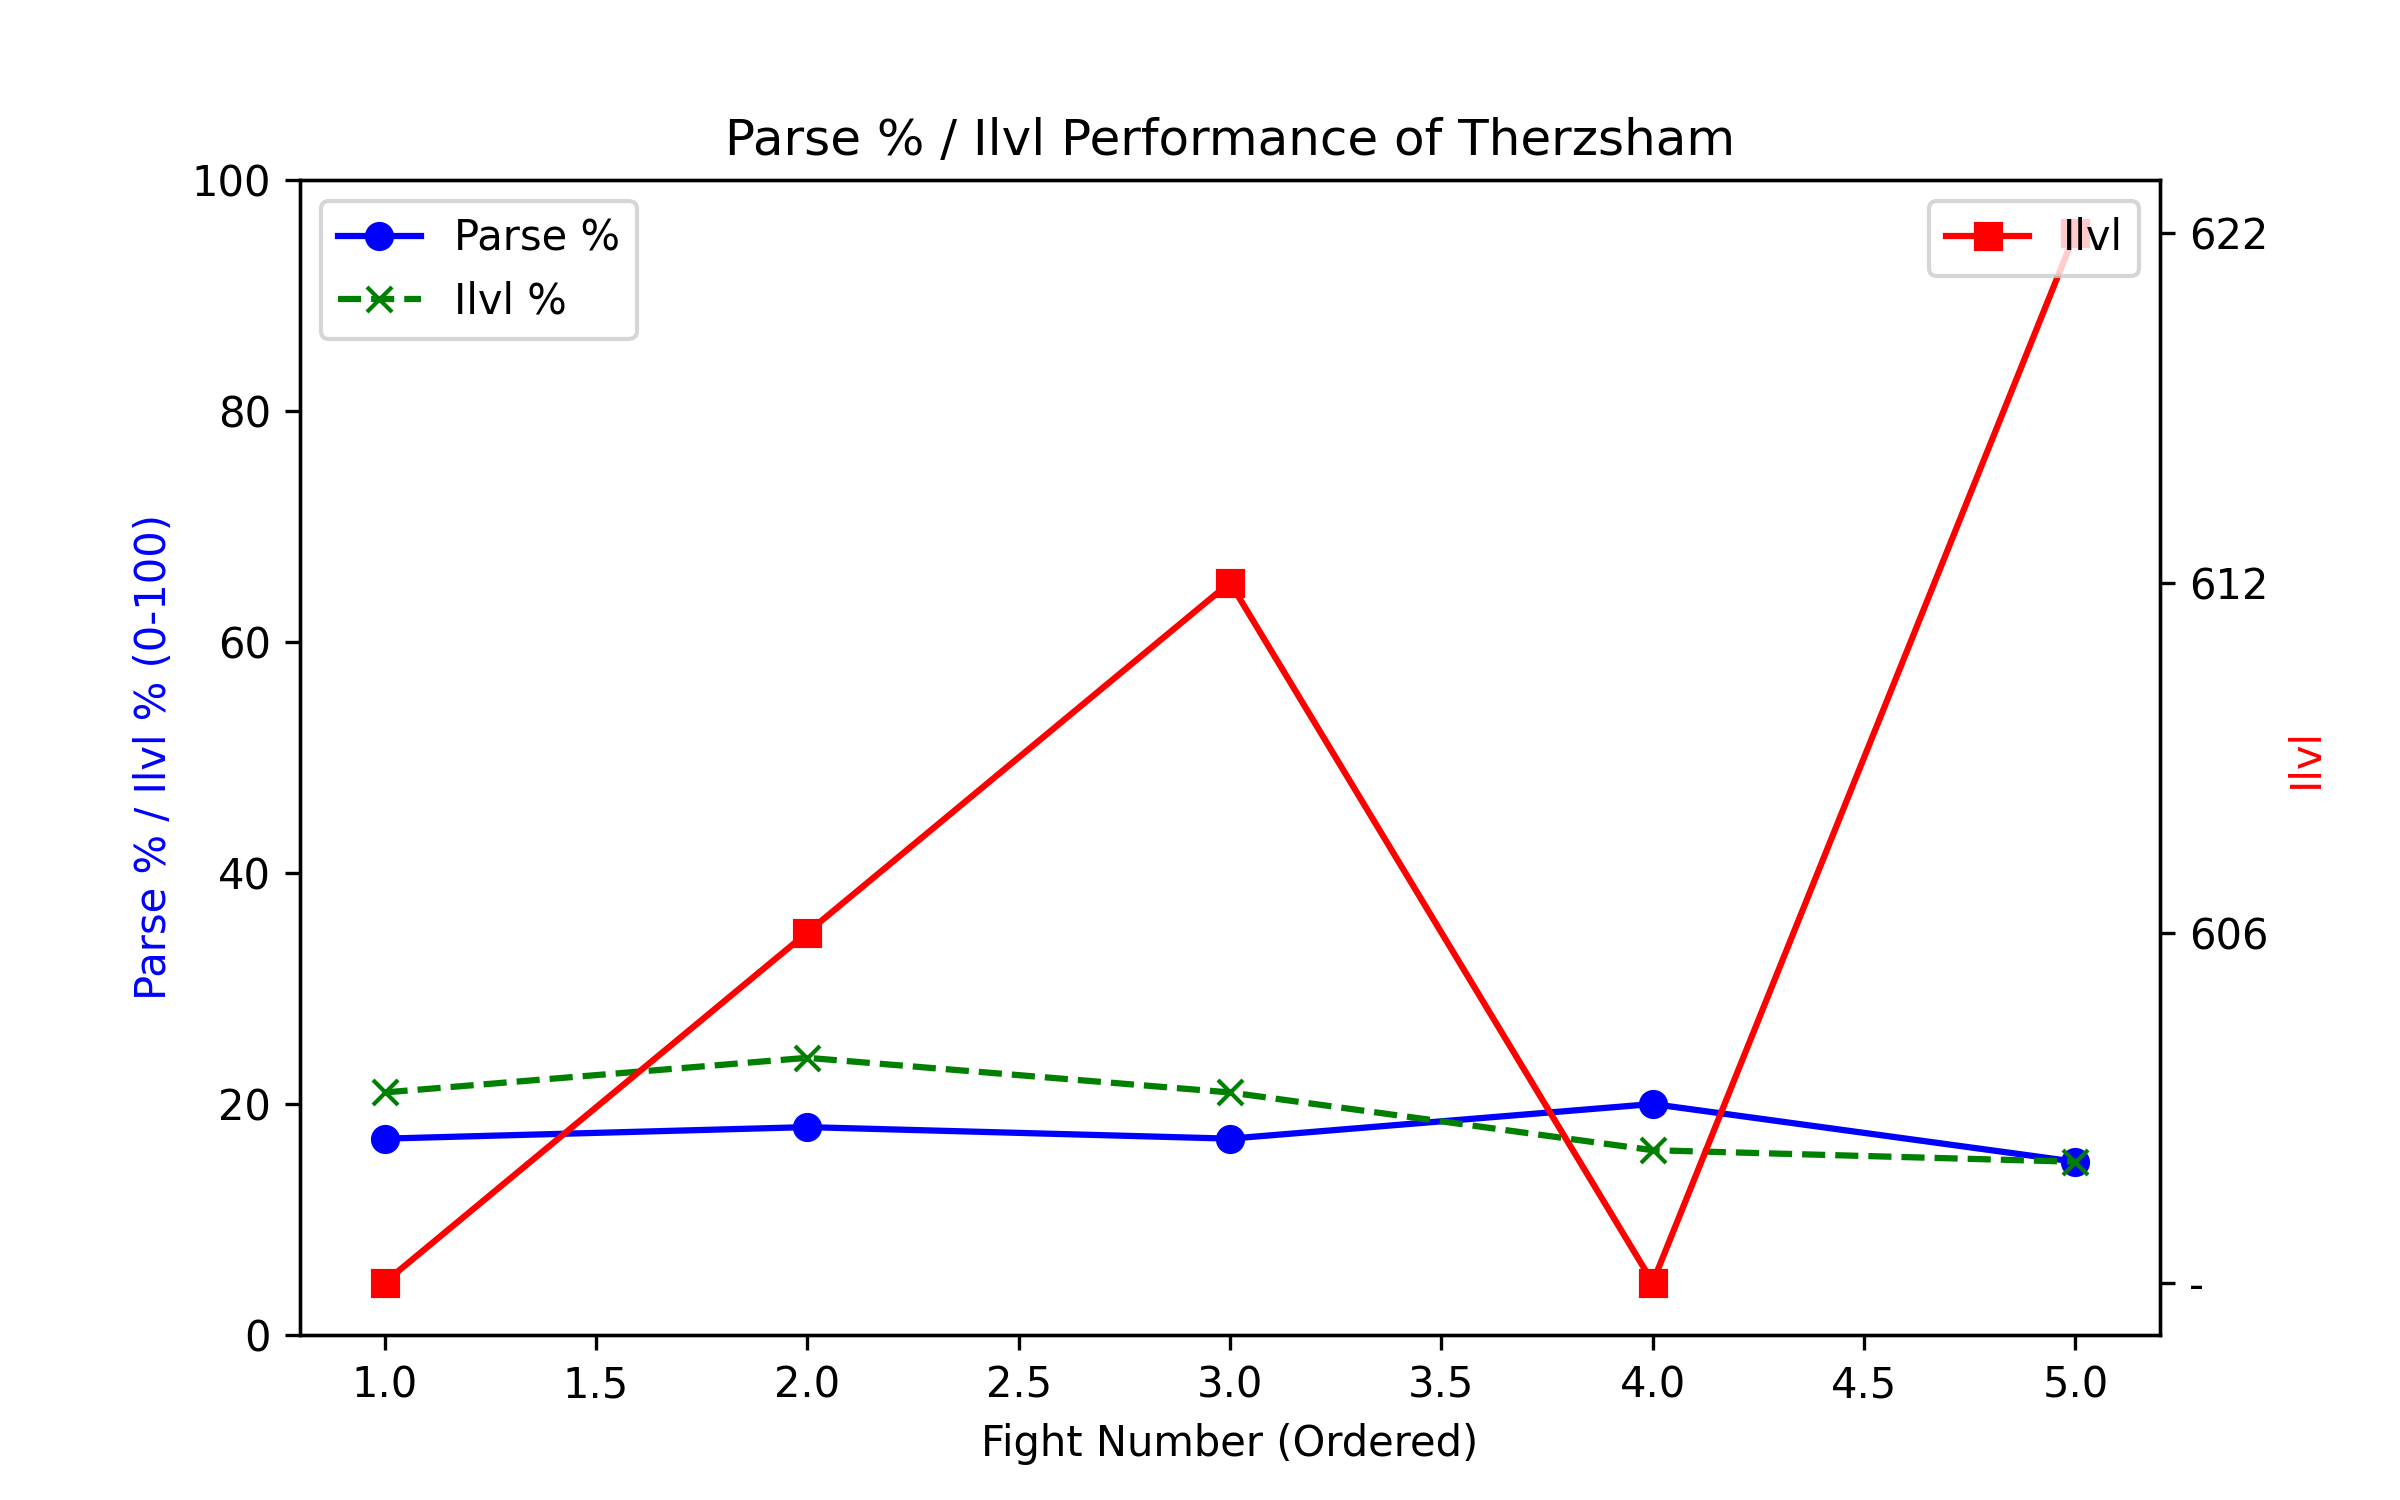 Parse % / Ilvl Performance of Therzsham
Parse %
Ilvl %
Ilvl
100
80
60
40
20
0
Parse % / Ilvl % (0-100)
622
612
606
-
Ilvl
1.0 1.5 2.0 2.5 3.0 3.5 4.0 4.5 5.0
Fight Number (Ordered)